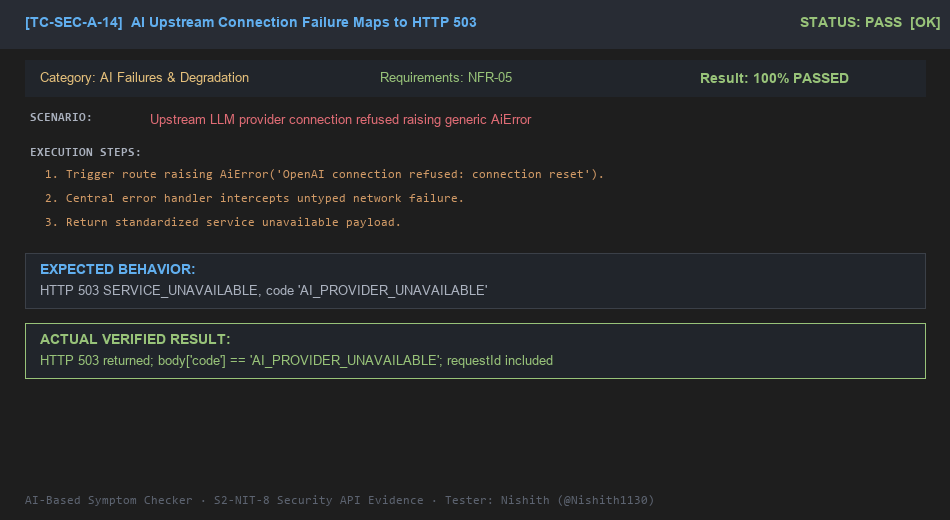 [TC-SEC-A-14] AI Upstream Connection Failure Maps to HTTP 503
STATUS: PASS [OK]
Category: AI Failures & Degradation
Requirements: NFR-05
Result: 100% PASSED
SCENARIO:
Upstream LLM provider connection refused raising generic AiError
EXECUTION STEPS:
1. Trigger route raising AiError('OpenAI connection refused: connection reset').
2. Central error handler intercepts untyped network failure.
3. Return standardized service unavailable payload.
EXPECTED BEHAVIOR:
HTTP 503 SERVICE_UNAVAILABLE, code 'AI_PROVIDER_UNAVAILABLE'
ACTUAL VERIFIED RESULT:
HTTP 503 returned; body['code'] == 'AI_PROVIDER_UNAVAILABLE'; requestId included
AI-Based Symptom Checker · S2-NIT-8 Security API Evidence · Tester: Nishith (@Nishith1130)